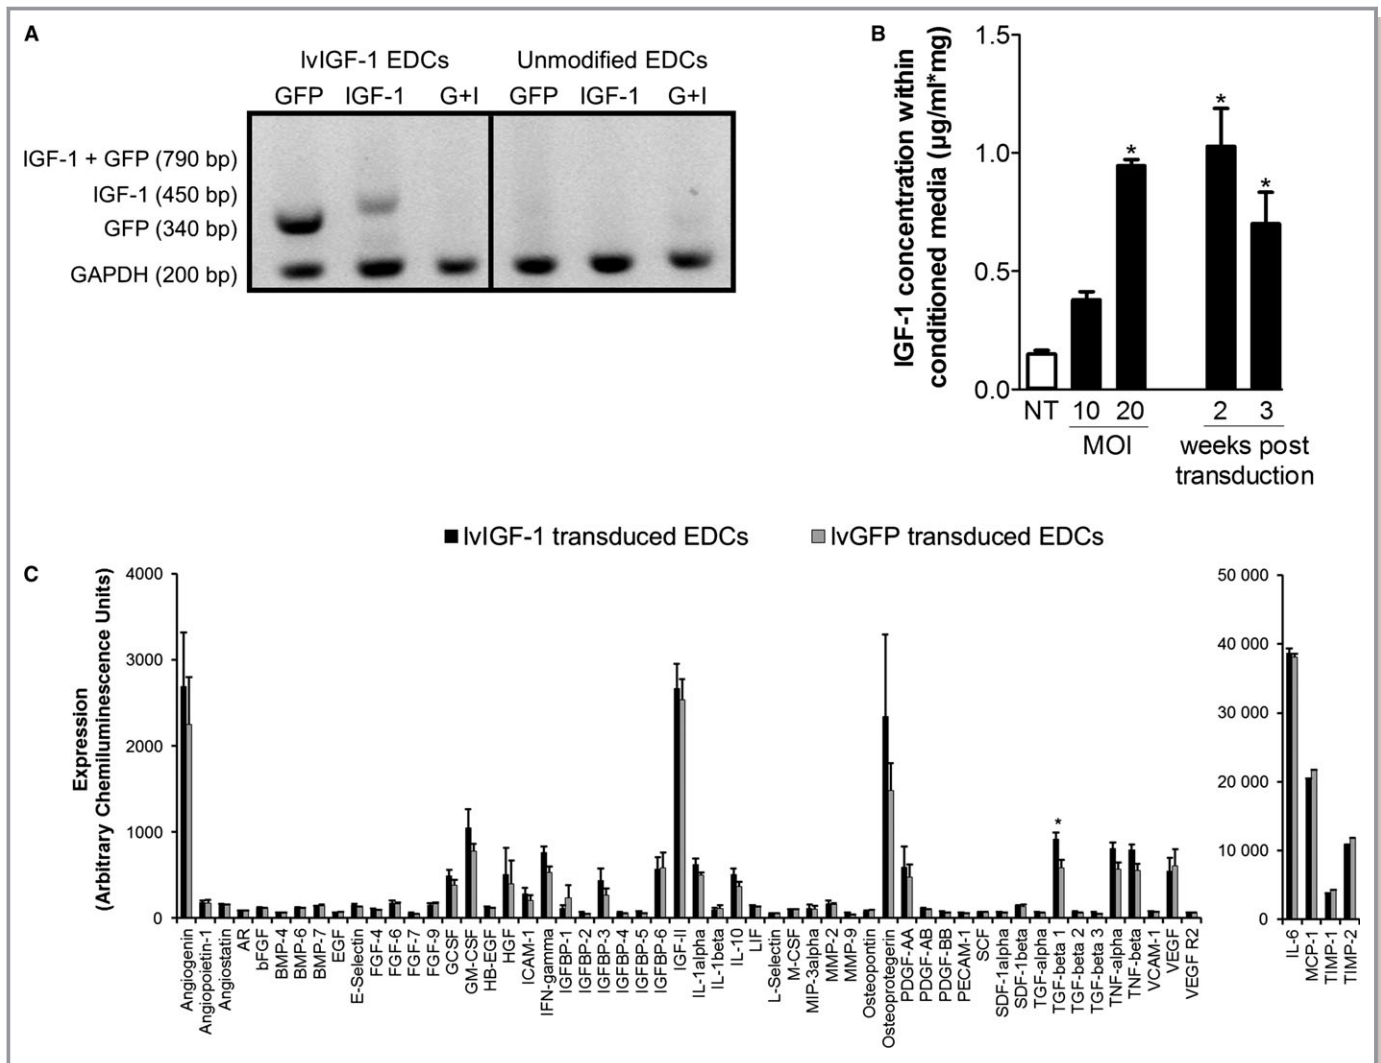 A
lvIGF-1 EDCs Unmodified EDCs
GFP IGF-1 G+I GFP IGF-1 G+I
IGF-1 + GFP (790 bp)
IGF-1 (450 bp)
GFP (340 bp)
GAPDH (200 bp)
B
IGF-1 concentration within
conditioned media (µg/ml*mg)
1.5
1.0
0.5
0.0
* * *
NT 10 20 2 3
MOI weeks post
transduction
lvIGF-1 transduced EDCs lvGFP transduced EDCs
C
Expression
(Arbitrary Chemiluminescence Units)
4000
3000
2000
1000
0
*
Angiogenin
Angiopoietin-1
Angiostatin
AR
bFGF
BMP-4
BMP-6
BMP-7
EGF
E-Selectin
FGF-4
FGF-6
FGF-7
FGF-9
GCSF
GM-CSF
HB-EGF
HGF
ICAM-1
IFN-gamma
IGFBP-1
IGFBP-2
IGFBP-3
IGFBP-4
IGFBP-5
IGFBP-6
IGF-II
IL-1alpha
IL-1beta
IL-10
LIF
L-Selectin
M-CSF
MIP-3alpha
MMP-2
MMP-9
Osteopontin
Osteoprotegerin
PDGF-AA
PDGF-AB
PDGF-BB
PECAM-1
SCF
SDF-1alpha
SDF-1beta
TGF-alpha
TGF-beta 1
TGF-beta 2
TGF-beta 3
TNF-alpha
TNF-beta
VCAM-1
VEGF
VEGF R2
50 000
40 000
30 000
20 000
10 000
0
IL-6
MCP-1
TIMP-1
TIMP-2